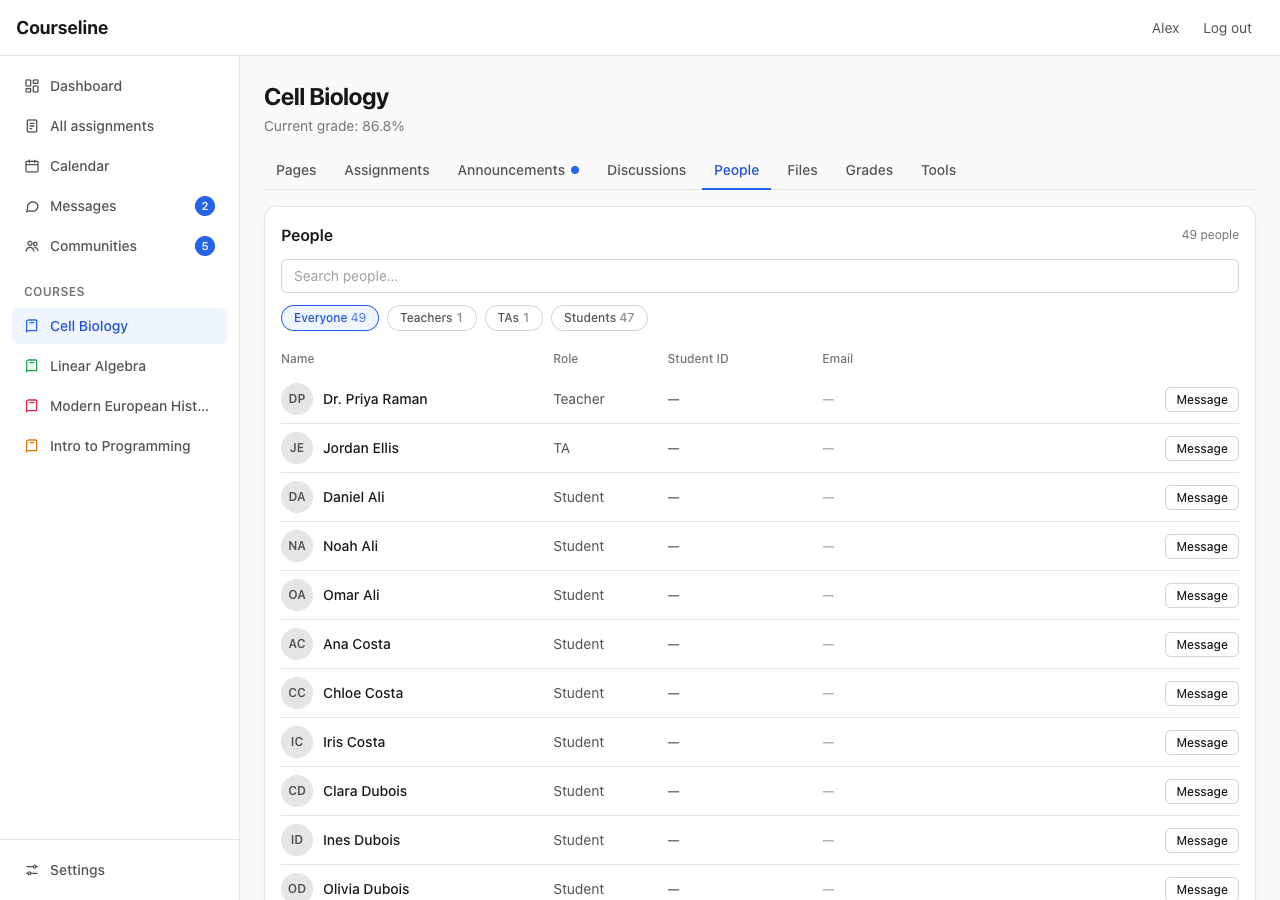 Courseline
Alex
Log out
Dashboard
All assignments
Calendar
Messages 2
Communities 5
COURSES
Cell Biology
Linear Algebra
Modern European Hist...
Intro to Programming
Settings
Cell Biology
Current grade: 86.8%
Pages Assignments Announcements Discussions People Files Grades Tools
People 49 people
Search people...
Everyone 49 Teachers 1 TAs 1 Students 47
Name Role Student ID Email
DP Dr. Priya Raman Teacher — — Message
JE Jordan Ellis TA — — Message
DA Daniel Ali Student — — Message
NA Noah Ali Student — — Message
OA Omar Ali Student — — Message
AC Ana Costa Student — — Message
CC Chloe Costa Student — — Message
IC Iris Costa Student — — Message
CD Clara Dubois Student — — Message
ID Ines Dubois Student — — Message
OD Olivia Dubois Student — — Message